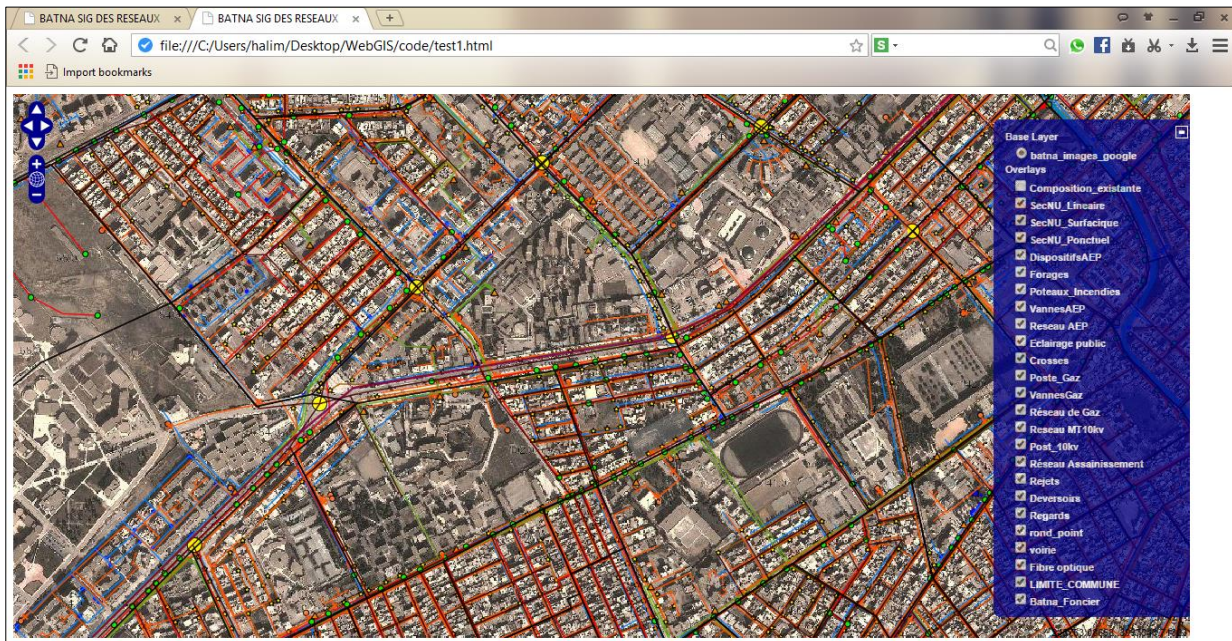 BATNA SIG DES RESEAUX
BATNA SIG DES RESEAUX
file:///C:/Users/halim/Desktop/WebGIS/code/test1.html
S
Import bookmarks
Base Layer
batna_images_google
Overlays
Composition_existante
SecNU_Lineaire
SecNU_Surfacique
SecNU_Ponctuel
DispositifsAEP
Forages
Poteaux_Incendies
VannesAEP
Reseau AEP
Eclairage public
Crosses
Poste_Gaz
VannesGaz
Réseau de Gaz
Reseau MT10kv
Post_10kv
Réseau Assainissement
Rejets
Deversoirs
Regards
rond_point
voirie
Fibre optique
LIMITE_COMMUNE
Batna_Foncier